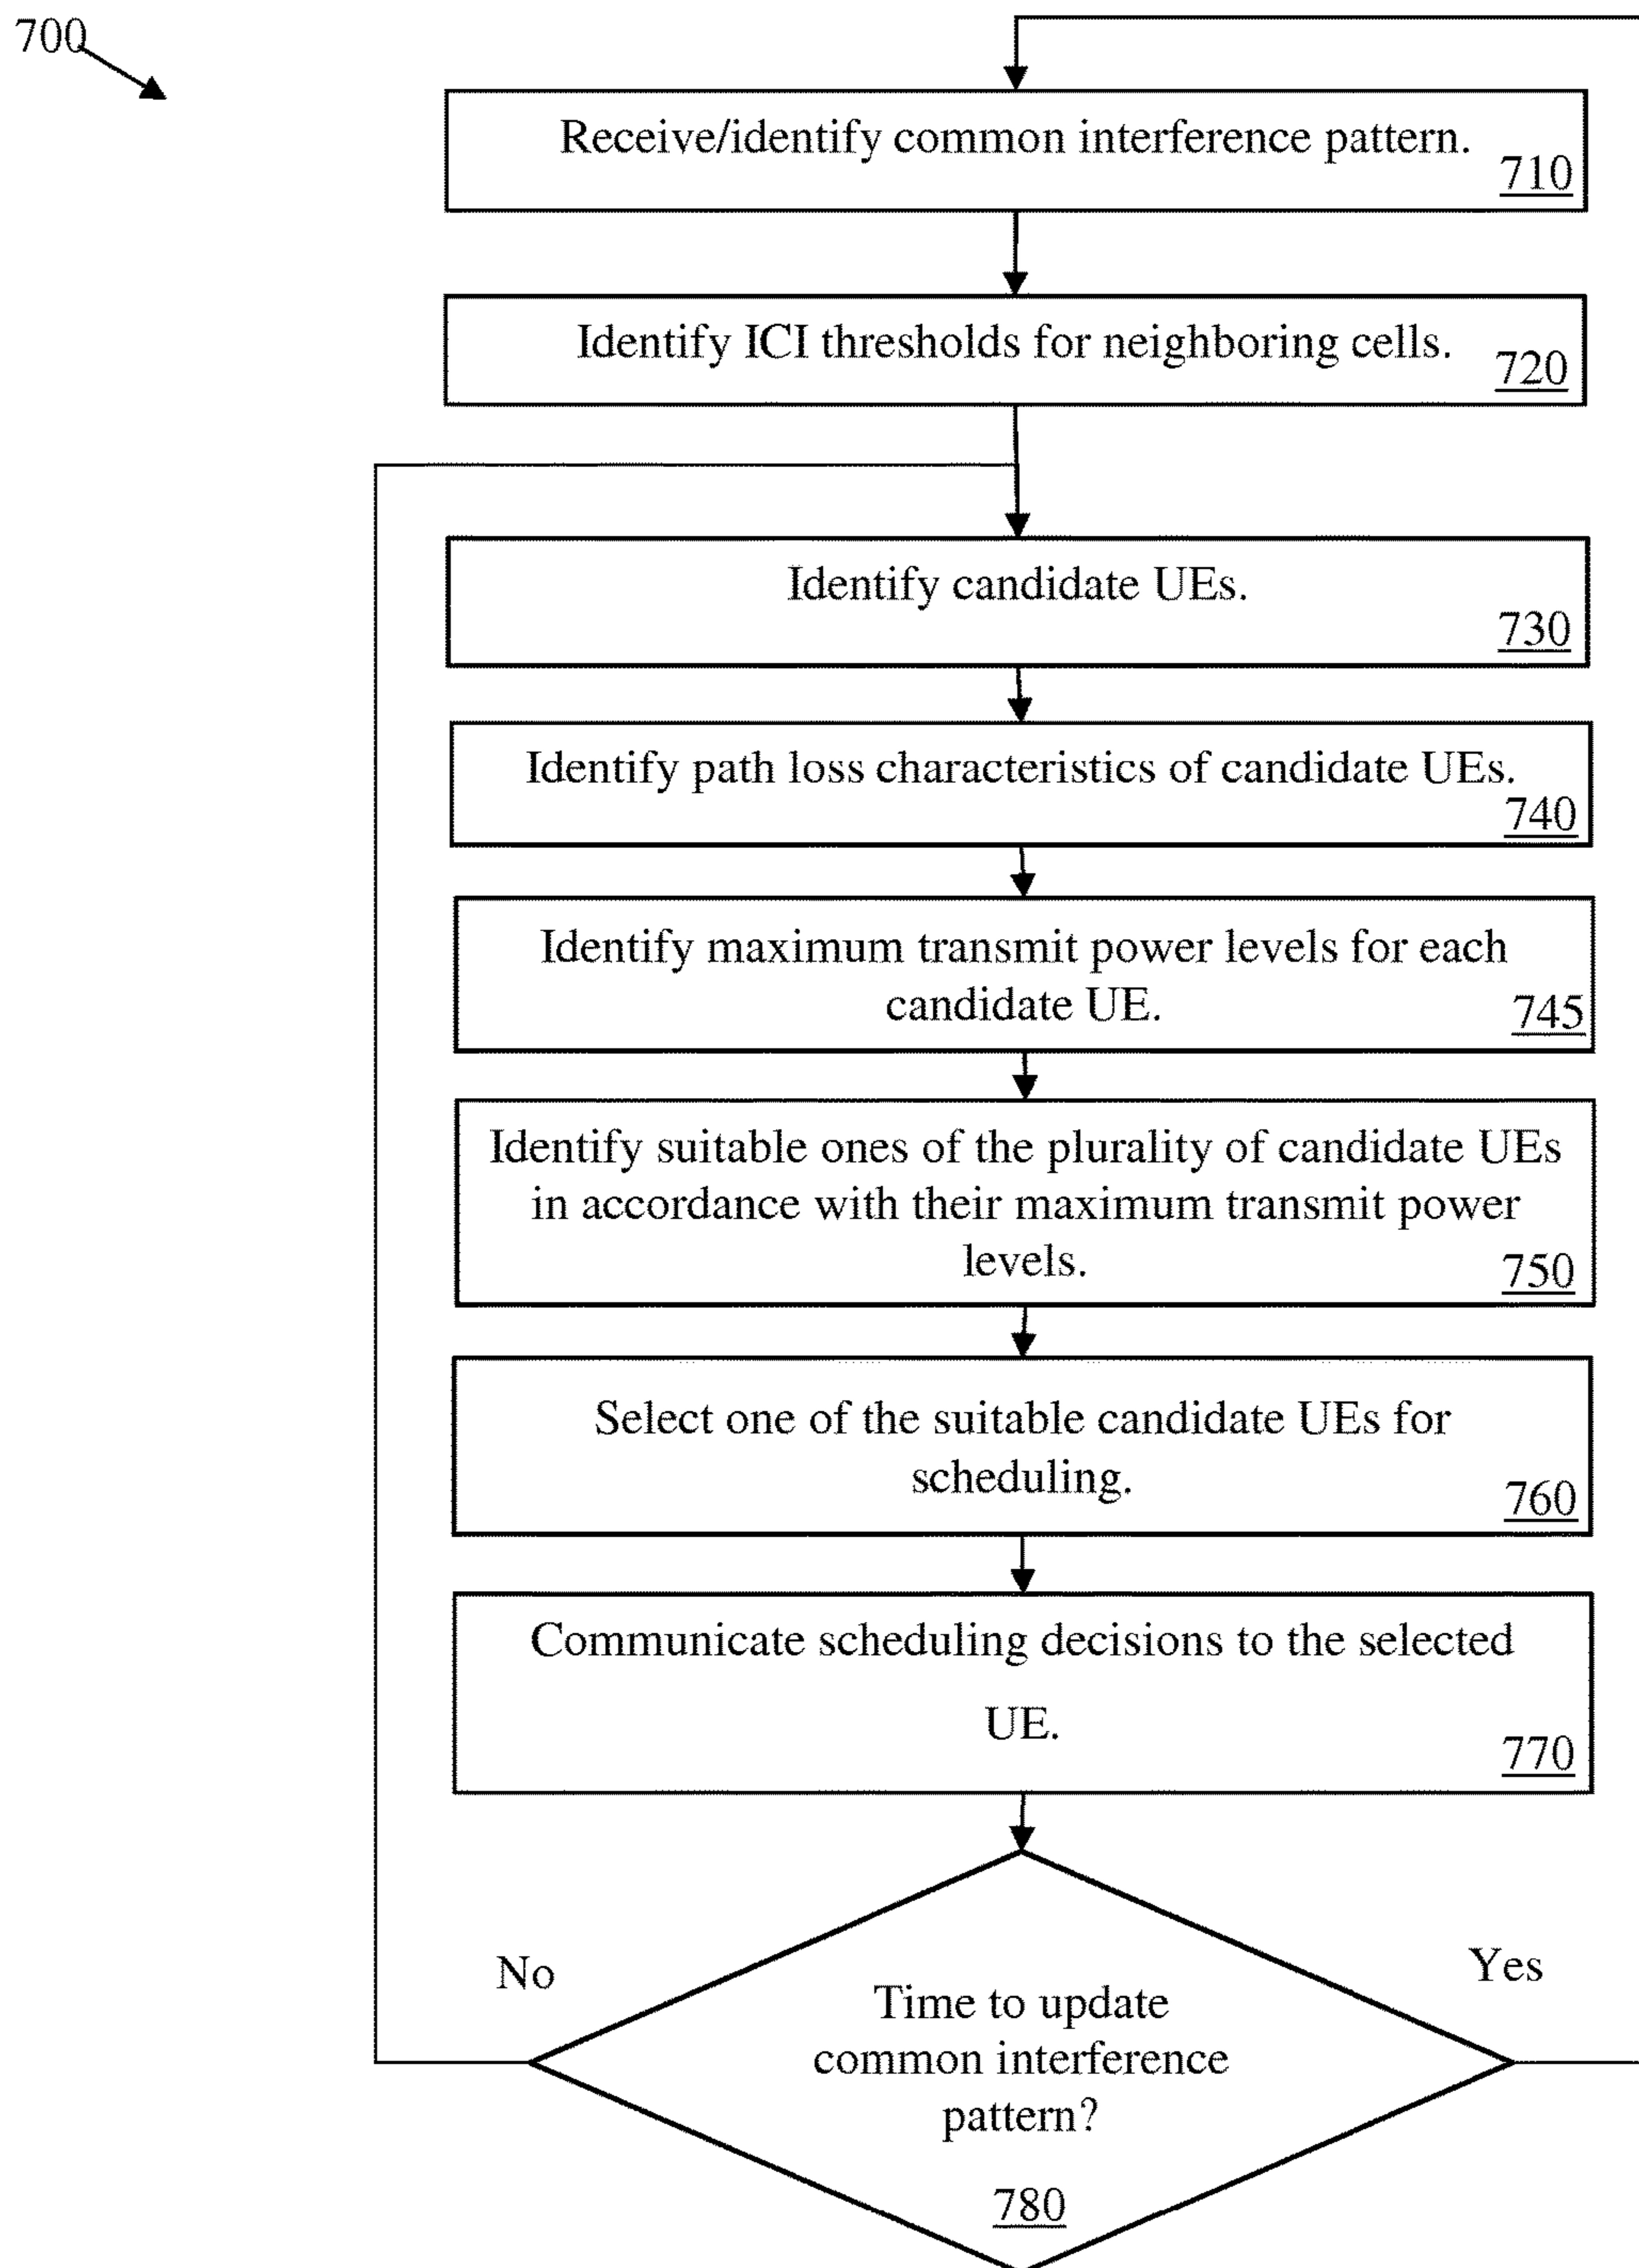 700
Receive/identify common interference pattern.
710
Identify ICI thresholds for neighboring cells.
720
Identify candidate UEs.
730
Identify path loss characteristics of candidate UEs.
740
Identify maximum transmit power levels for each
candidate UE.
745
Identify suitable ones of the plurality of candidate UEs
in accordance with their maximum transmit power
levels.
750
Select one of the suitable candidate UEs for
scheduling.
760
Communicate scheduling decisions to the selected
UE.
770
No
Yes
Time to update
common interference
pattern?
780